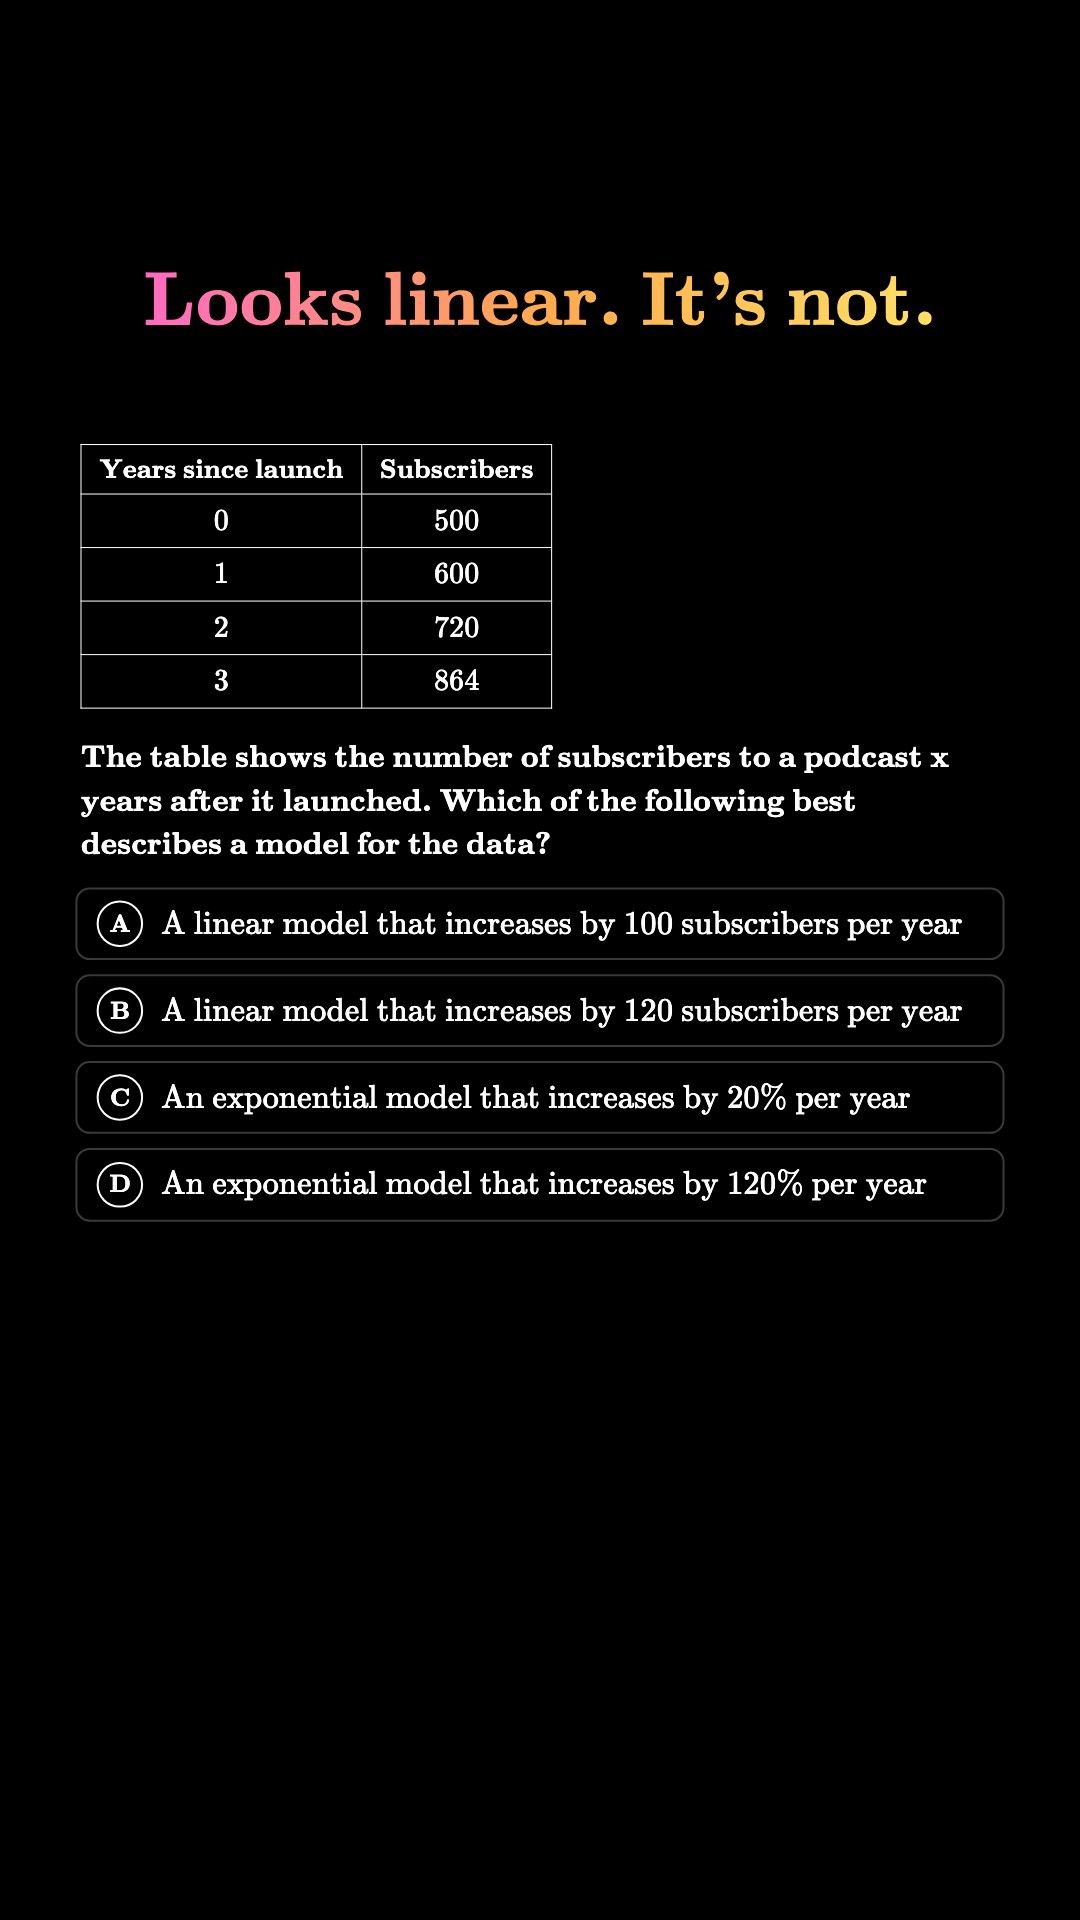 Looks linear. It’s not.
Years since launch Subscribers
0 500
1 600
2 720
3 864
The table shows the number of subscribers to a podcast x
years after it launched. Which of the following best
describes a model for the data?
A A linear model that increases by 100 subscribers per year
B A linear model that increases by 120 subscribers per year
C An exponential model that increases by 20% per year
D An exponential model that increases by 120% per year